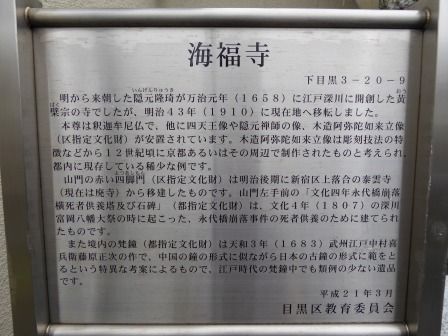 海福寺
下目黒3-20-9
いんげんりゅうき
おう
明から来朝した隠元隆琦が万治元年(1658)に江戸深川に開創した黄
ばく
檗宗の寺でしたが、明治43年(1910)に現在地へ移転しました。
本尊は釈迦牟尼仏で、他に四天王像や隠元禅師の像、木造阿弥陀如来立像
(区指定文化財)が安置されています。木造阿弥陀如来立像は彫刻技法の特
徴などから12世紀頃に京都あるいはその周辺で制作されたものと考えられ、
都内に現存している稀少な例です。
山門の赤い四脚門(区指定文化財)は明治後期に新宿区上落合の泰雲寺
(現在は廃寺)から移建したものです。山門左手前の「文化四年永代橋崩落
横死者供養塔及び石碑」(都指定文化財)は、文化4年(1807)の深川
富岡八幡大祭の時に起こった、永代橋崩落事件の死者供養のために建てられ
たものです。
また境内の梵鐘(都指定文化財)は天和3年(1683)武州江戸中村喜
兵衛藤原正次の作で、中国の鐘の形式に似ながら日本の古鐘の形式に範をと
るという特異な考案によるもので、江戸時代の梵鐘中でも類例の少ない遺品
です。
平成21年3月
目黒区教育委員会